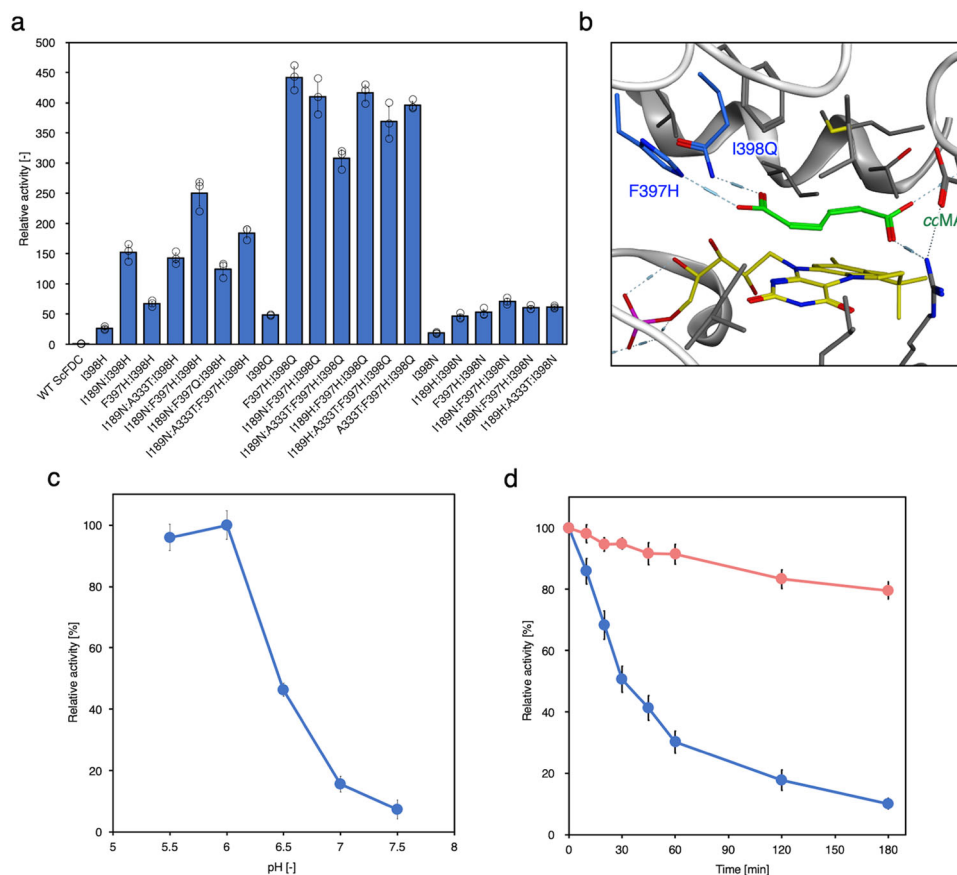 a
Relative activity [-]
500
450
400
350
300
250
200
150
100
50
0
WT ScFDC
I398H
I189N:I398H
F397H:I398H
I189N:A333T:I398H
I189N:F397H:I398H
I189N:F397Q:I398H
I189N:A333T:F397H:I398H
I398Q
F397H:I398Q
I189N:F397H:I398Q
I189N:A333T:F397H:I398Q
I189H:F397H:I398Q
I189H:A333T:F397H:I398Q
A333T:F397H:I398Q
I398N
I189H:I398N
F397H:I398N
I189N:F397H:I398N
I189N:F397H:I398N
I189H:A333T:I398N
b
I398Q
F397H
ccMA
c
Relative activity [%]
100
80
60
40
20
0
5
5.5
6
6.5
7
7.5
8
pH [-]
d
Relative activity [%]
100
80
60
40
20
0
0
30
60
90
120
150
180
Time [min]